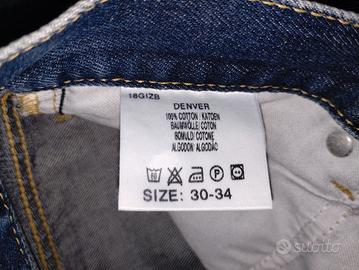 18GIZB
DENVER
100% COTTON / KATOEN
BAUMWOLLE / COTON
BOMULD / COTONE
ALGODON / ALGODÃO
SIZE: 30-34
subito